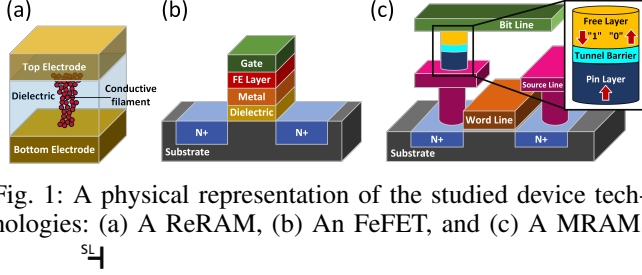 (a)
Top Electrode
Dielectric
Conductive
filament
Bottom Electrode
(b)
Gate
FE Layer
Metal
Dielectric
N+
N+
Substrate
(c)
Bit Line
Source Line
Word Line
N+
N+
Substrate
Free Layer
"1" "0"
Tunnel Barrier
Pin Layer
Fig. 1: A physical representation of the studied device tech-
nologies: (a) A ReRAM, (b) An FeFET, and (c) A MRAM
SL